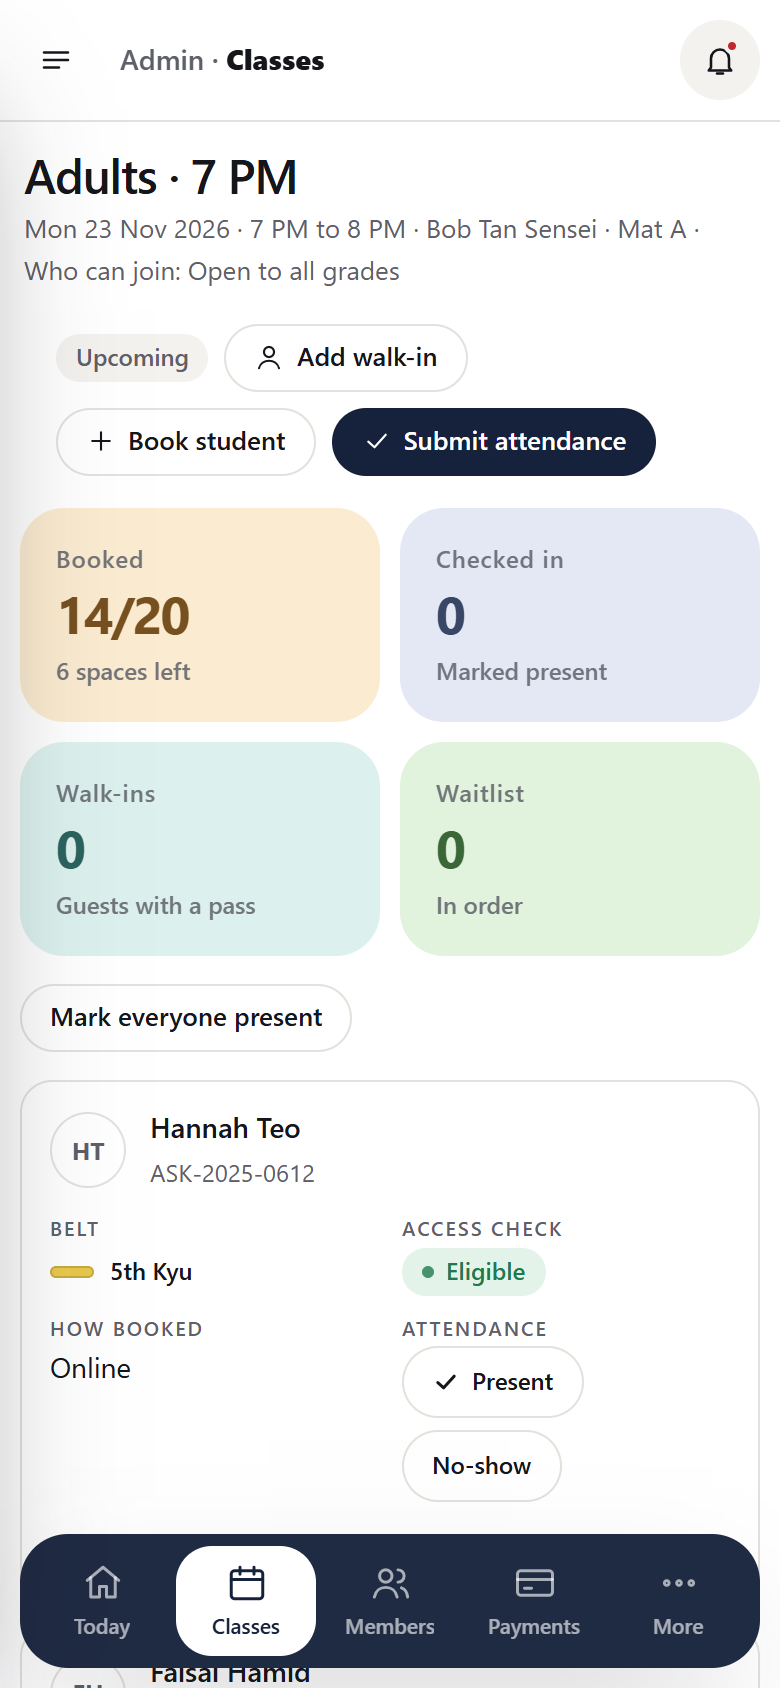 Admin · Classes
Adults · 7 PM
Mon 23 Nov 2026 · 7 PM to 8 PM · Bob Tan Sensei · Mat A ·
Who can join: Open to all grades
Upcoming
Add walk-in
Book student
Submit attendance
Booked
14/20
6 spaces left
Checked in
0
Marked present
Walk-ins
0
Guests with a pass
Waitlist
0
In order
Mark everyone present
HT
Hannah Teo
ASK-2025-0612
BELT
5th Kyu
ACCESS CHECK
Eligible
HOW BOOKED
Online
ATTENDANCE
Present
No-show
Today
Classes
Members
Payments
More
Faisal Hamid